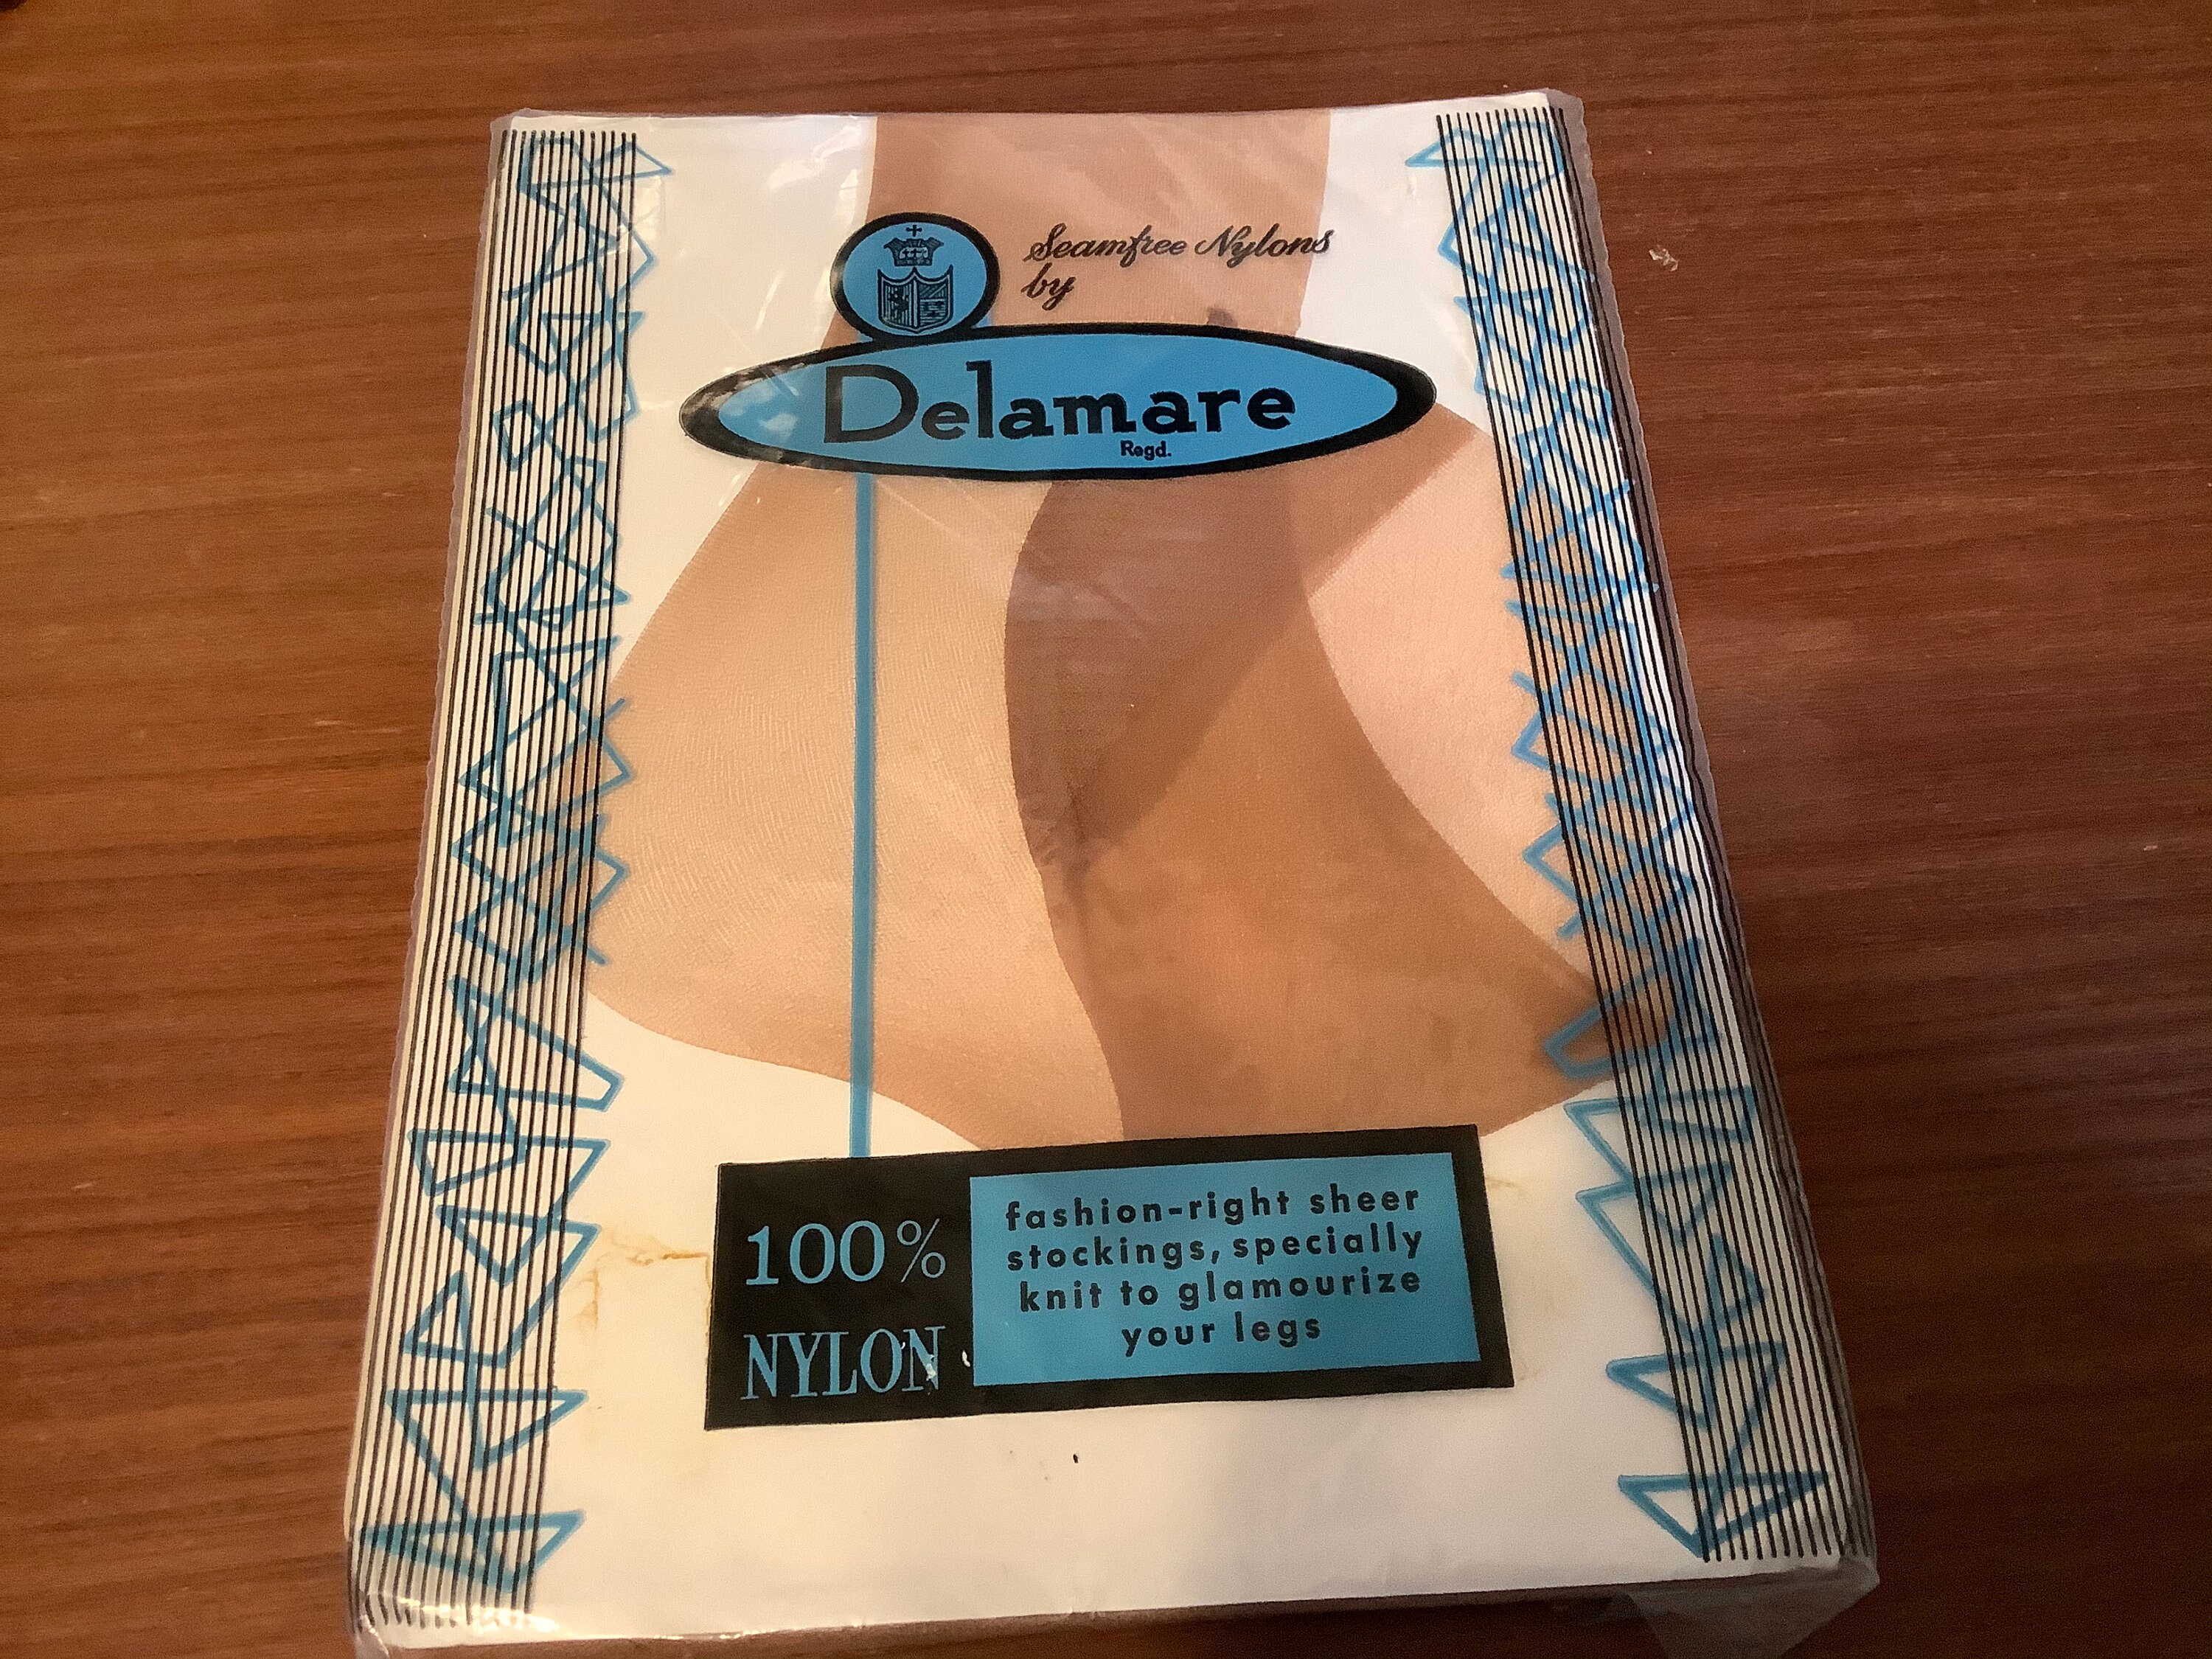 Seamfree Nylons
by
Delamare
Regd.
100%
NYLON
fashion-right sheer
stockings, specially
knit to glamourize
your legs